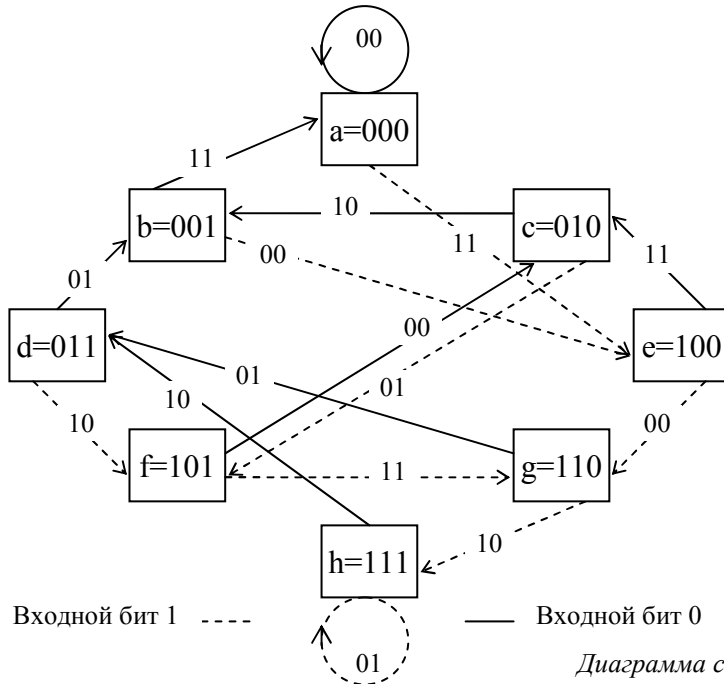 00
a=000
11
b=001
10
c=010
11
00
11
01
d=011
00
e=100
01
10
01
10
00
f=101
11
g=110
10
h=111
Входной бит 1
Входной бит 0
01
Диаграмма с